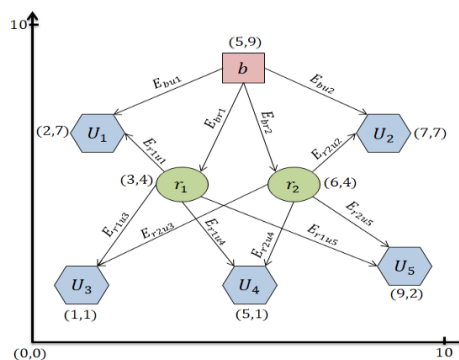 10
(5,9)
b
E_bu1
E_bu2
(2,7)
U_1
E_br1
E_br2
U_2
(7,7)
E_r1u1
E_r2u2
(3,4)
r_1
r_2
(6,4)
E_r1u3
E_r2u3
E_r1u4
E_r2u4
E_r1u5
E_r2u5
U_3
U_4
U_5
(9,2)
(1,1)
(5,1)
(0,0)
10